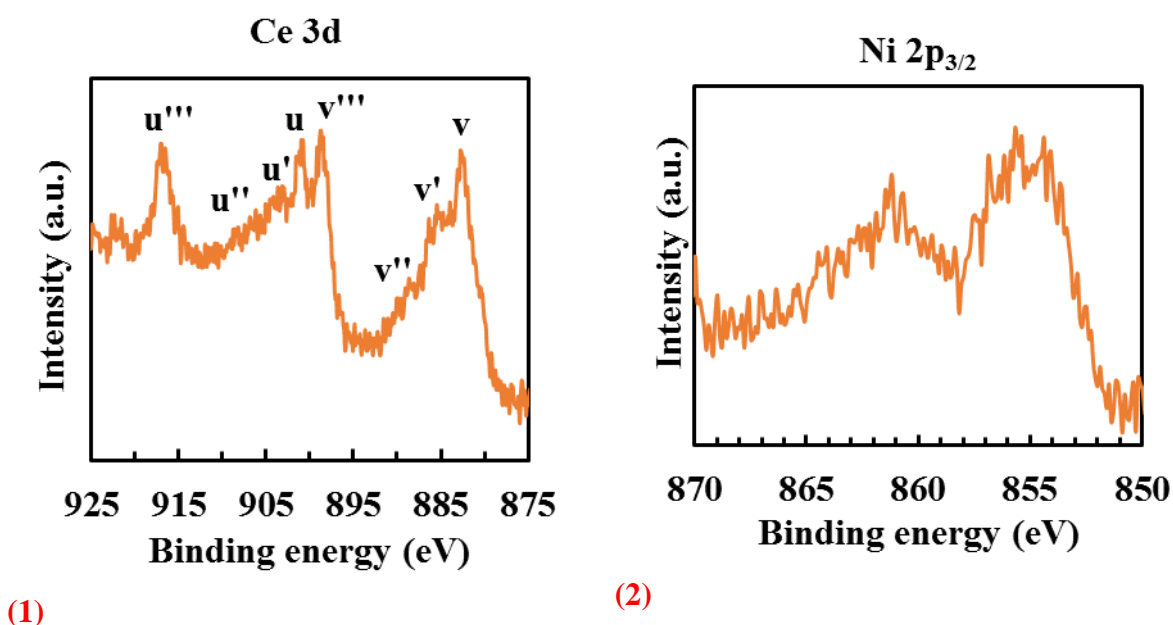 Ce 3d
u'''
u''
u'
u
v'''
v''
v'
v
Intensity (a.u.)
925 915 905 895 885 875
Binding energy (eV)
(1)
Ni 2p3/2
Intensity (a.u.)
870 865 860 855 850
Binding energy (eV)
(2)